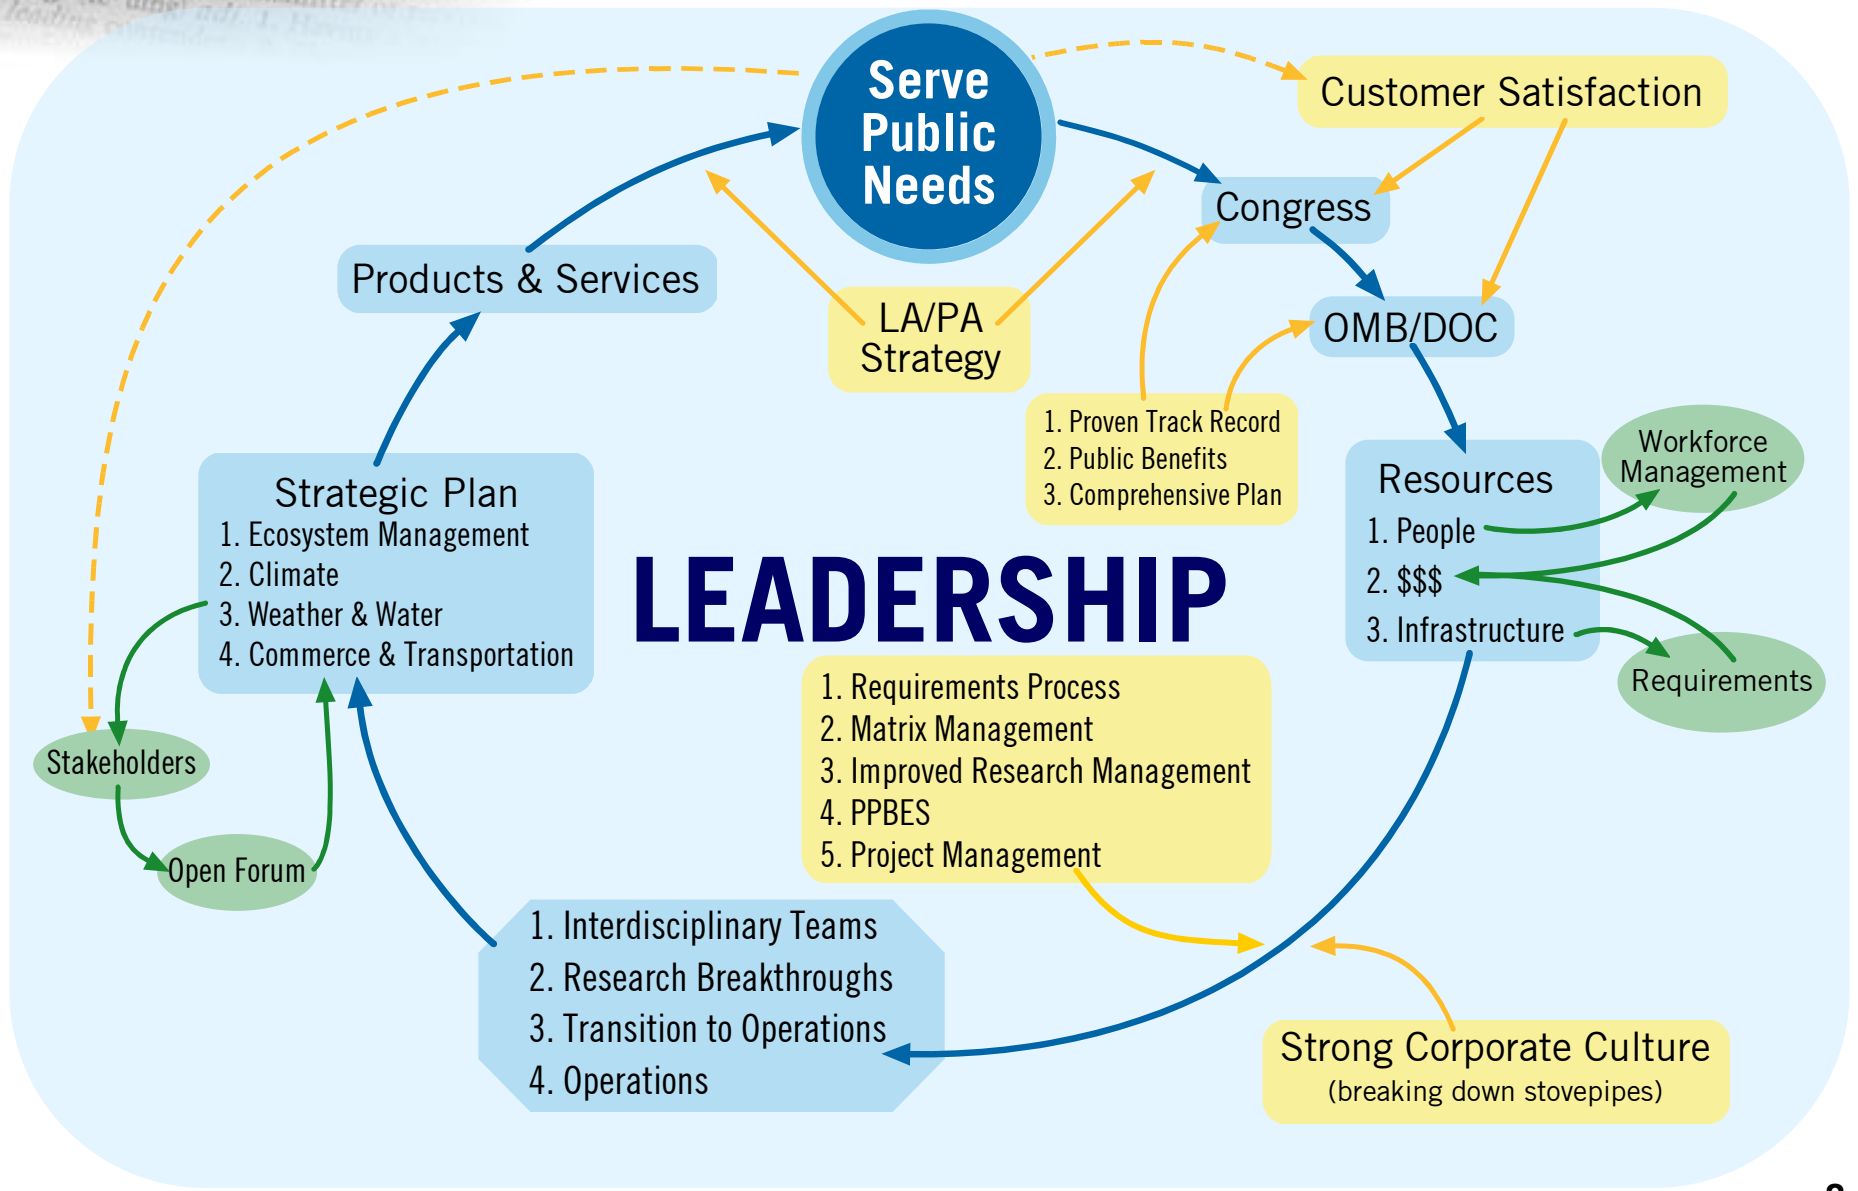 Serve
Public
Needs
Customer Satisfaction
Congress
Products & Services
LA/PA
Strategy
OMB/DOC
1. Proven Track Record
2. Public Benefits
3. Comprehensive Plan
Workforce
Management
Resources
1. People
2. $$$
3. Infrastructure
Requirements
Strategic Plan
1. Ecosystem Management
2. Climate
3. Weather & Water
4. Commerce & Transportation
LEADERSHIP
1. Requirements Process
2. Matrix Management
3. Improved Research Management
4. PPBES
5. Project Management
Stakeholders
Open Forum
1. Interdisciplinary Teams
2. Research Breakthroughs
3. Transition to Operations
4. Operations
Strong Corporate Culture
(breaking down stovepipes)